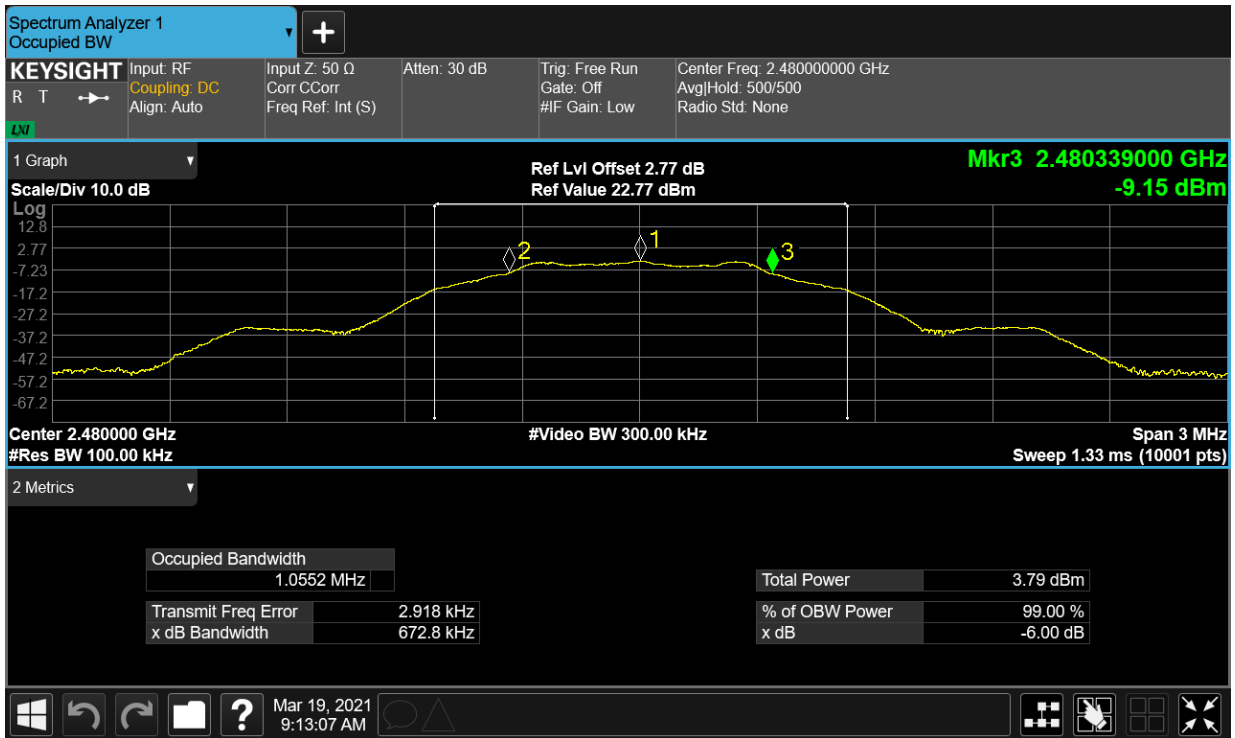 Spectrum Analyzer 1
Occupied BW
▼
+
KEYSIGHT
R T
LXI
Input: RF
Coupling: DC
Align: Auto
Input Z: 50 Ω
Corr CCorr
Freq Ref: Int (S)
Atten: 30 dB
Trig: Free Run
Gate: Off
#IF Gain: Low
Center Freq: 2.480000000 GHz
Avg|Hold: 500/500
Radio Std: None
1 Graph
▼
Scale/Div 10.0 dB
Ref Lvl Offset 2.77 dB
Ref Value 22.77 dBm
Mkr3 2.480339000 GHz
-9.15 dBm
Log
12.8
2.77
-7.23
-17.2
-27.2
-37.2
-47.2
-57.2
-67.2
2
1
3
Center 2.480000 GHz
#Video BW 300.00 kHz
Span 3 MHz
#Res BW 100.00 kHz
Sweep 1.33 ms (10001 pts)
2 Metrics
▼
Occupied Bandwidth
1.0552 MHz
Transmit Freq Error 2.918 kHz
x dB Bandwidth 672.8 kHz
Total Power 3.79 dBm
% of OBW Power 99.00 %
x dB -6.00 dB
?
Mar 19, 2021
9:13:07 AM